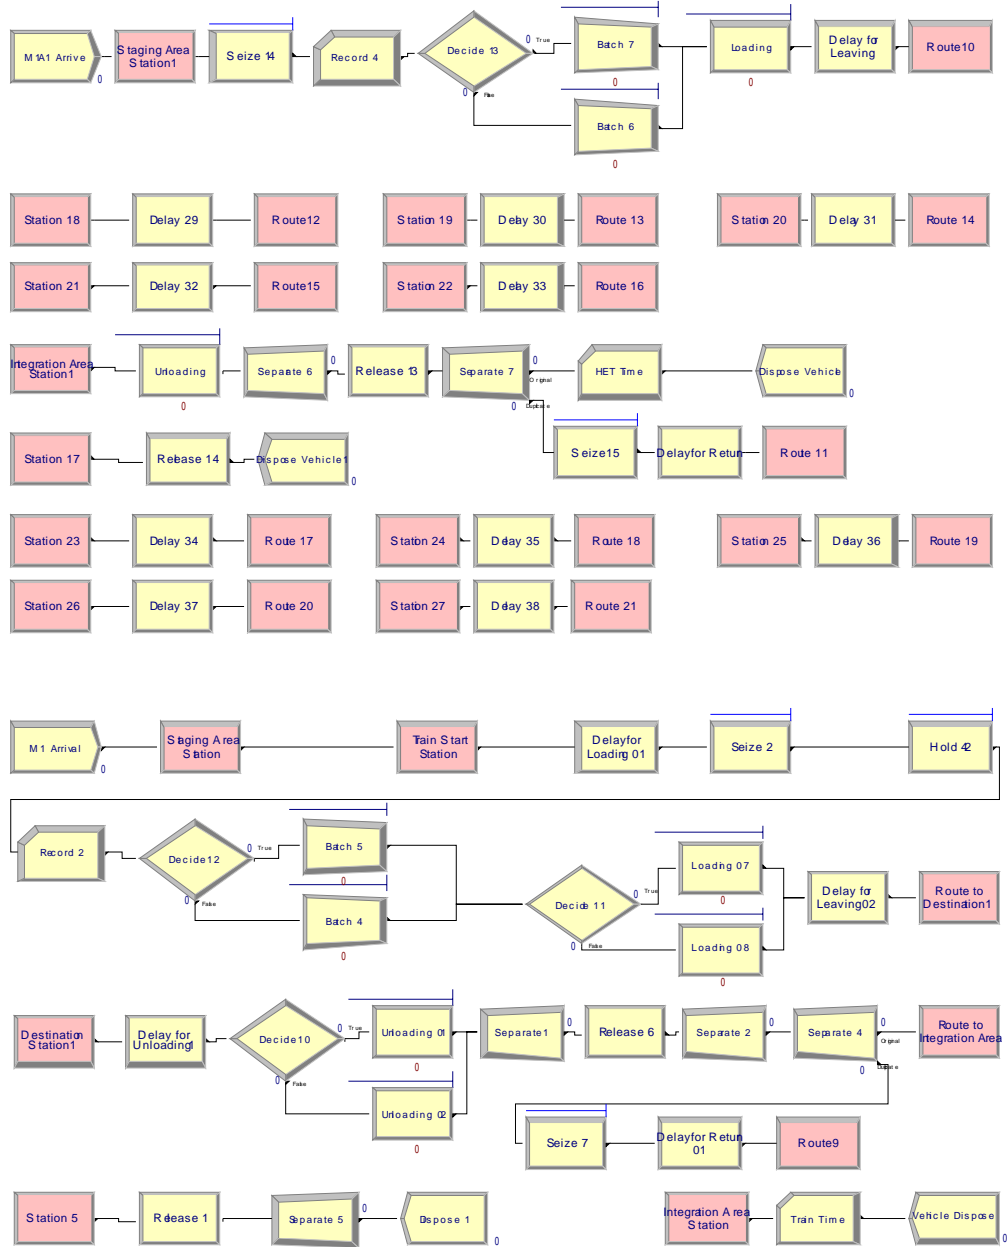 M1A1 Arrive
0
Staging Area
Station1
Seize 14
Record 4
Decide 13
0
True
0
False
Batch 7
0
Batch 6
0
Loading
0
Delay for
Leaving
Route10
Station 18
Delay 29
Route12
Station 19
Delay 30
Route 13
Station 20
Delay 31
Route 14
Station 21
Delay 32
Route15
Station 22
Delay 33
Route 16
Integration Area
Station1
Unloading
0
Separate 6
0
Release 13
Separate 7
0
Original
0
Duplicate
HET Time
Dispose Vehicle
0
Station 17
Release 14
Dispose Vehicle1
0
Seize15
Delay for Return
Route 11
Station 23
Delay 34
Route 17
Station 24
Delay 35
Route 18
Station 25
Delay 36
Route 19
Station 26
Delay 37
Route 20
Station 27
Delay 38
Route 21
M1 Arrival
0
Staging Area
Station
Train Start
Station
Delay for
Loading 01
Seize 2
Hold 42
Record 2
Decide12
0
True
0
False
Batch 5
0
Batch 4
0
Decide 11
0
True
0
False
Loading 07
0
Loading 08
0
Delay for
Leaving02
Route to
Destination1
Destination
Station1
Delay for
Unloading1
Decide10
0
True
0
False
Unloading 01
0
Unloading 02
0
Separate1
0
Release 6
Separate 2
0
Separate 4
0
Original
0
Duplicate
Route to
Integration Area
Seize 7
Delay for Return
01
Route9
Station 5
Release 1
Separate 5
0
Dispose 1
0
Integration Area
Station
Train Time
Vehicle Dispose
0